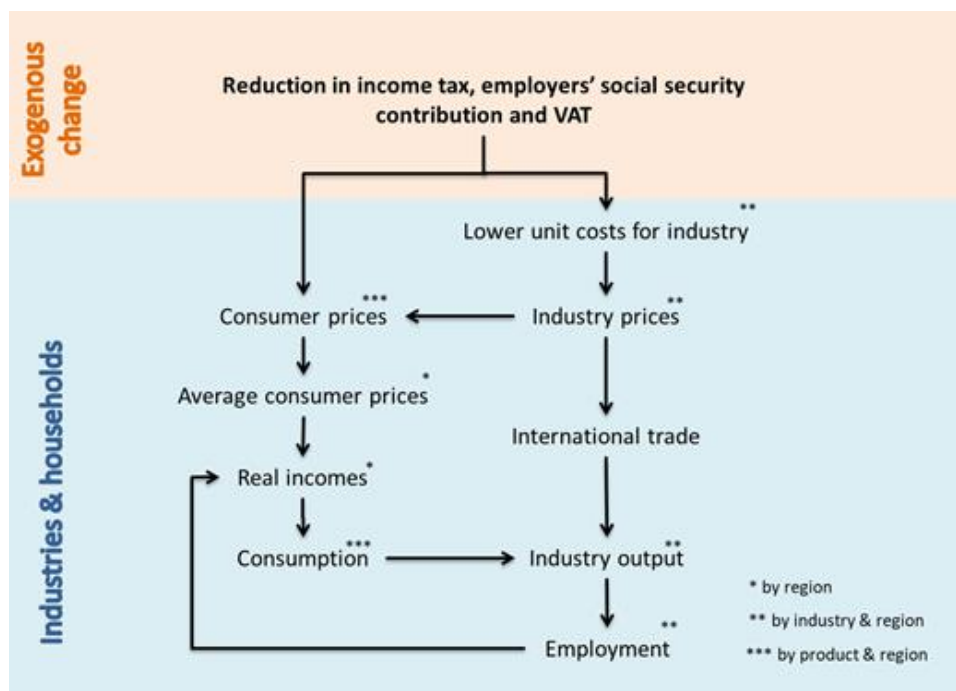 Exogenous
change
Reduction in income tax, employers' social security
contribution and VAT
Industries & households
Lower unit costs for industry**
Consumer prices***
Industry prices**
Average consumer prices*
International trade
Real incomes*
Consumption***
Industry output**
Employment**
* by region
** by industry & region
*** by product & region